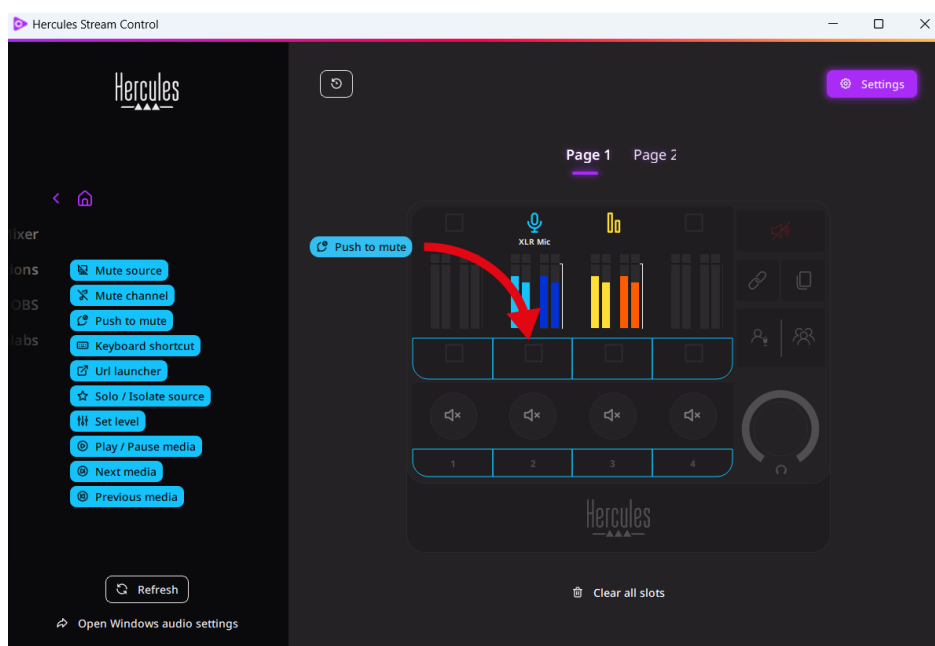 Hercules Stream Control
Hercules
Settings
Page 1
Page 2
ixer
ons
OBS
labs
Mute source
Mute channel
Push to mute
Keyboard shortcut
Url launcher
Solo / Isolate source
Set level
Play / Pause media
Next media
Previous media
Push to mute
XLR Mic
1
2
3
4
Hercules
Refresh
Open Windows audio settings
Clear all slots